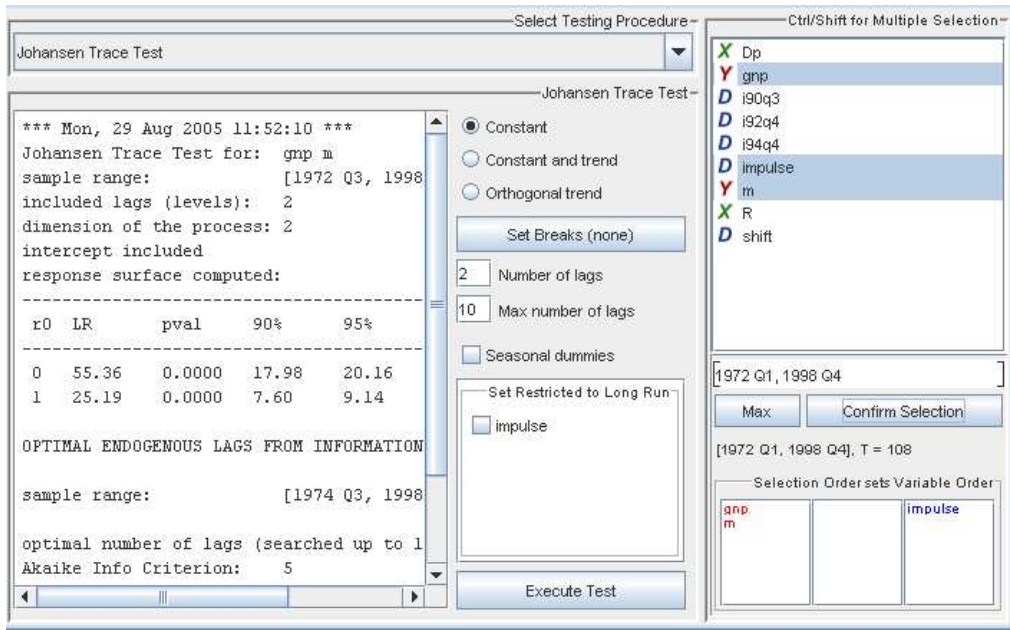 Select Testing Procedure
Johansen Trace Test
Johansen Trace Test
*** Mon, 29 Aug 2005 11:52:10 ***
Johansen Trace Test for: gnp m
sample range: [1972 Q3, 1998
included lags (levels): 2
dimension of the process: 2
intercept included
response surface computed:
-----------------------------------------------
r0 LR pval 90% 95%
-----------------------------------------------
0 55.36 0.0000 17.98 20.16
1 25.19 0.0000 7.60 9.14
OPTIMAL ENDOGENOUS LAGS FROM INFORMATION
sample range: [1974 Q3, 1998
optimal number of lags (searched up to 1
Akaike Info Criterion: 5
Constant
Constant and trend
Orthogonal trend
Set Breaks (none)
2 Number of lags
10 Max number of lags
Seasonal dummies
Set Restricted to Long Run
impulse
Execute Test
Ctrl/Shift for Multiple Selection
X Dp
Y gnp
D i90q3
D i92q4
D i94q4
D impulse
Y m
X R
D shift
[1972 Q1, 1998 Q4 ]
Max Confirm Selection
[1972 Q1, 1998 Q4], T = 108
Selection Order sets Variable Order
gnp impulse
m